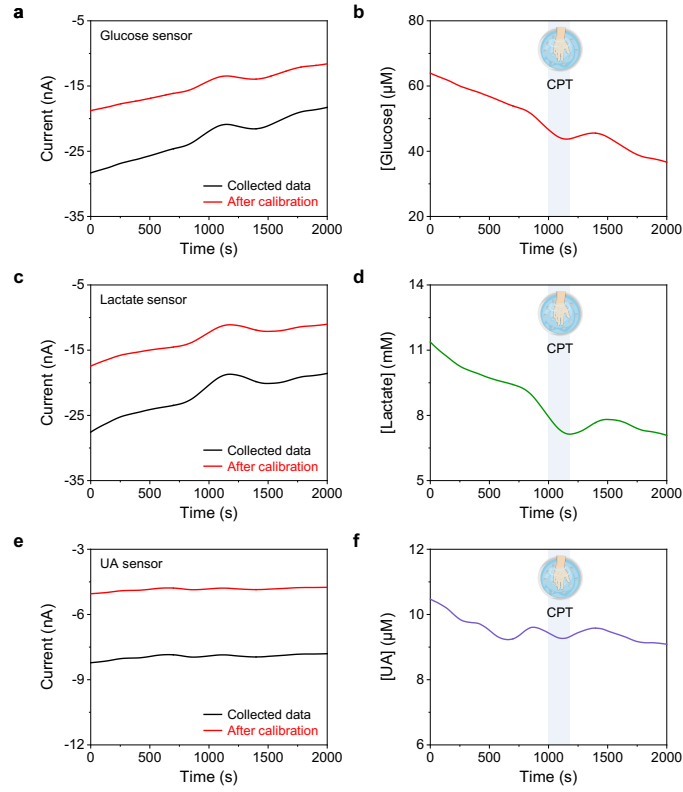 a
Glucose sensor
Current (nA)
-5
-15
-25
-35
Collected data
After calibration
0 500 1000 1500 2000
Time (s)
b
[Glucose] (μM)
80
60
40
20
CPT
0 500 1000 1500 2000
Time (s)
c
Lactate sensor
Current (nA)
-5
-15
-25
-35
Collected data
After calibration
0 500 1000 1500 2000
Time (s)
d
[Lactate] (mM)
14
11
8
5
CPT
0 500 1000 1500 2000
Time (s)
e
UA sensor
Current (nA)
-3
-6
-9
-12
Collected data
After calibration
0 500 1000 1500 2000
Time (s)
f
[UA] (μM)
12
10
8
6
CPT
0 500 1000 1500 2000
Time (s)